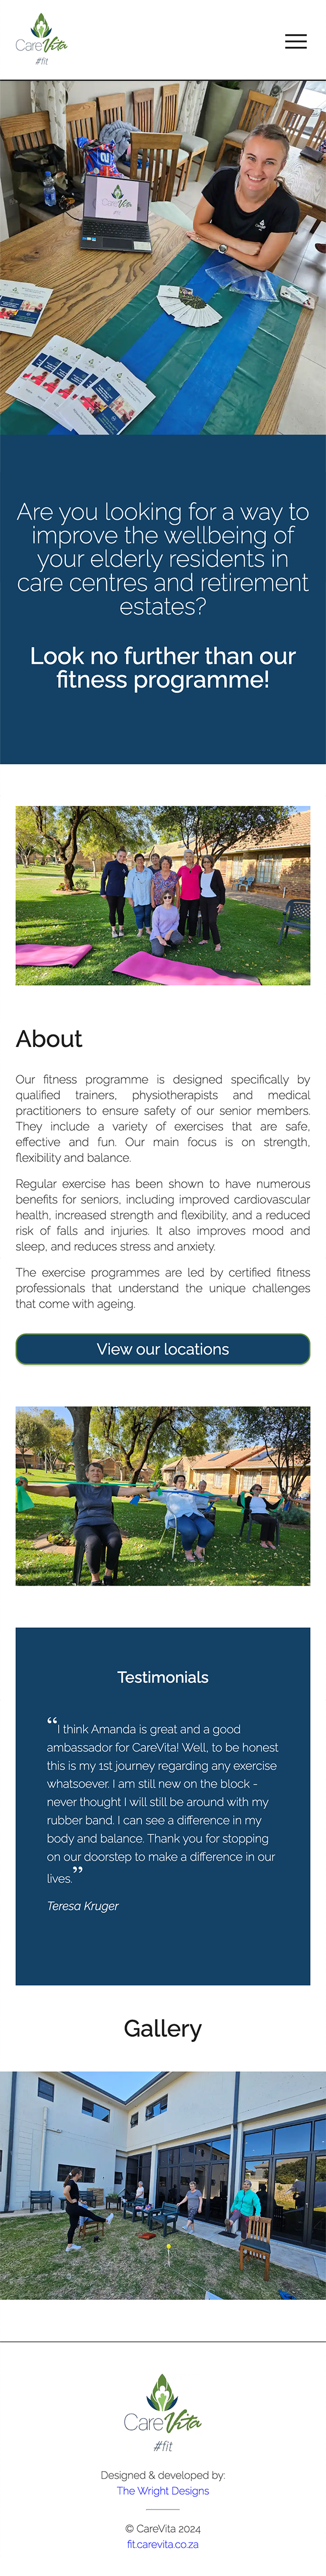 CareVita
#fit
CareVita
Are you looking for a way to
improve the wellbeing of
your elderly residents in
care centres and retirement
estates?
Look no further than our
fitness programme!
About
Our fitness programme is designed specifically by
qualified trainers, physiotherapists and medical
practitioners to ensure safety of our senior members.
They include a variety of exercises that are safe,
effective and fun. Our main focus is on strength,
flexibility and balance.
Regular exercise has been shown to have numerous
benefits for seniors, including improved cardiovascular
health, increased strength and flexibility, and a reduced
risk of falls and injuries. It also improves mood and
sleep, and reduces stress and anxiety.
The exercise programmes are led by certified fitness
professionals that understand the unique challenges
that come with ageing.
View our locations
Testimonials
“I think Amanda is great and a good
ambassador for CareVita! Well, to be honest
this is my 1st journey regarding any exercise
whatsoever. I am still new on the block -
never thought I will still be around with my
rubber band. I can see a difference in my
body and balance. Thank you for stopping
on our doorstep to make a difference in our
lives.”
Teresa Kruger
Gallery
CareVita
#fit
Designed & developed by:
The Wright Designs
© CareVita 2024
fit.carevita.co.za